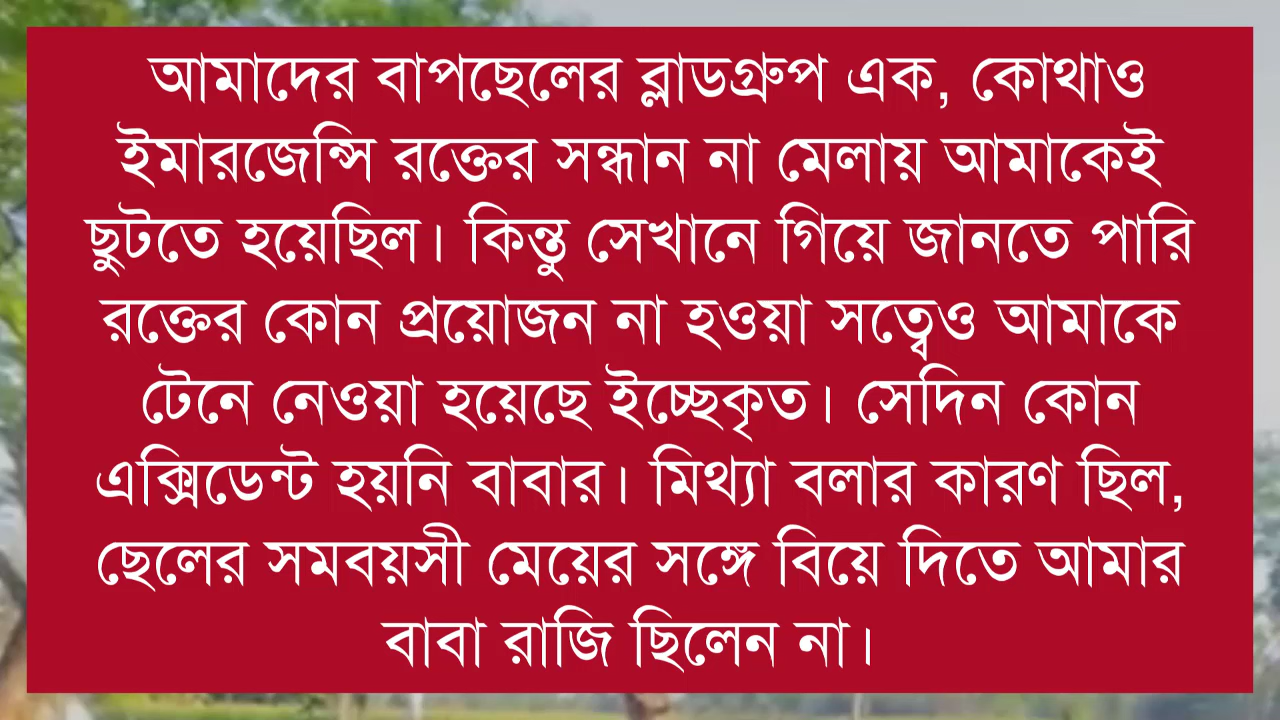 আমাদের বাপছেলের ব্লাডগ্রুপ এক, কোথাও
ইমারজেন্সি রক্তের সন্ধান না মেলায় আমাকেই
ছুটতে হয়েছিল। কিন্তু সেখানে গিয়ে জানতে পারি
রক্তের কোন প্রয়োজন না হওয়া সত্ত্বেও আমাকে
টেনে নেওয়া হয়েছে ইচ্ছেকৃত। সেদিন কোন
এক্সিডেন্ট হয়নি বাবার। মিথ্যা বলার কারণ ছিল,
ছেলের সমবয়সী মেয়ের সঙ্গে বিয়ে দিতে আমার
বাবা রাজি ছিলেন না।